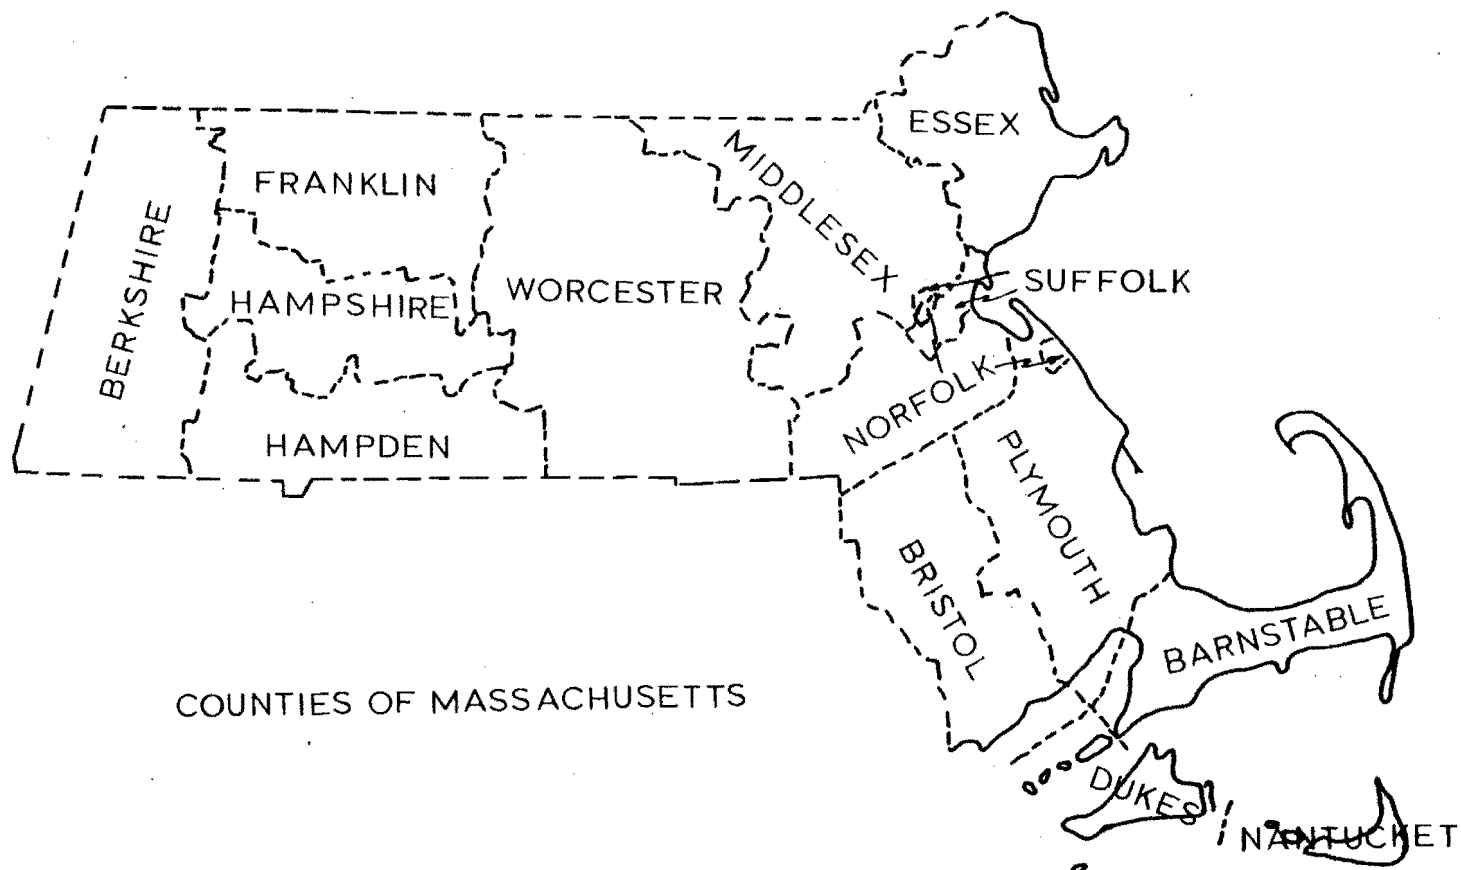 ESSEX
MIDDLESEX
FRANKLIN
BERKSHIRE
SUFFOLK
HAMPSHIRE
WORCESTER
NORFOLK
HAMPDEN
PLYMOUTH
BRISTOL
BARNSTABLE
COUNTIES OF MASSACHUSETTS
DUKES
NANTUCKET